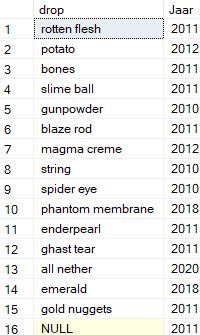 drop Jaar
1 rotten flesh 2011
2 potato 2012
3 bones 2011
4 slime ball 2011
5 gunpowder 2010
6 blaze rod 2011
7 magma creme 2012
8 string 2010
9 spider eye 2010
10 phantom membrane 2018
11 enderpearl 2011
12 ghast tear 2011
13 all nether 2020
14 emerald 2018
15 gold nuggets 2011
16 NULL 2011